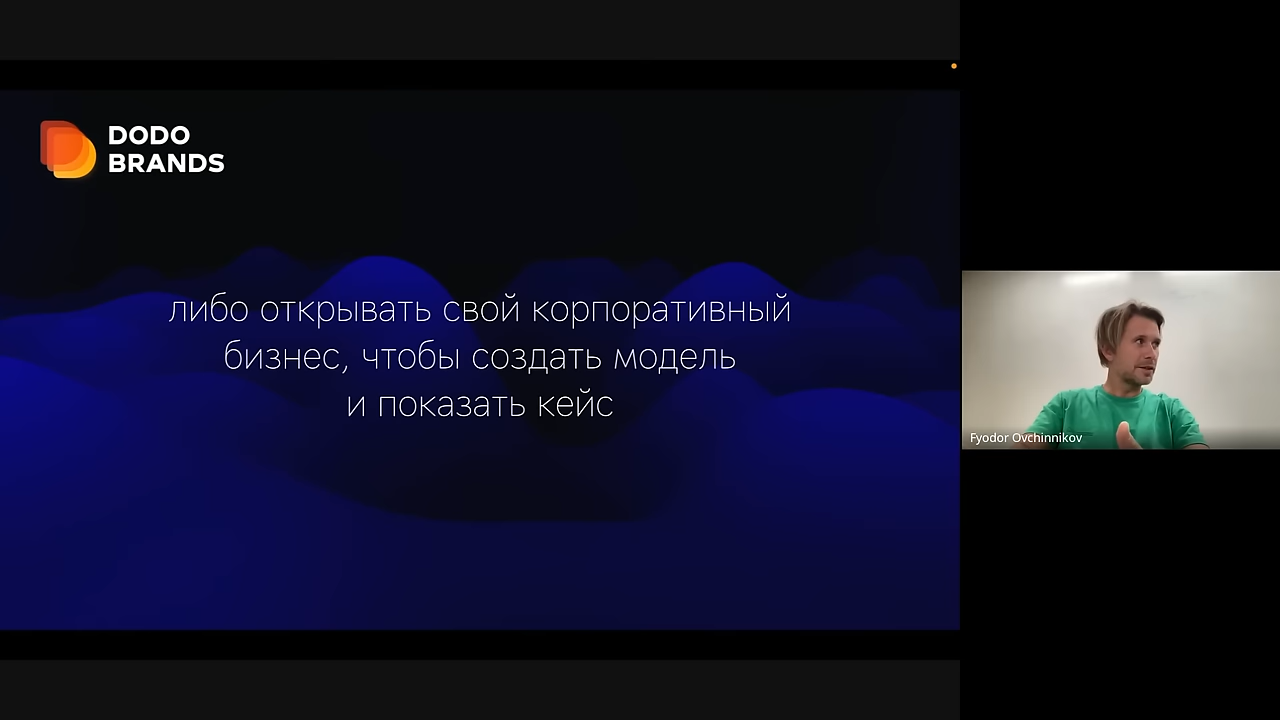 DODO
BRANDS
либо открывать свой корпоративный
бизнес, чтобы создать модель
и показать кейс
Fyodor Ovchinnikov